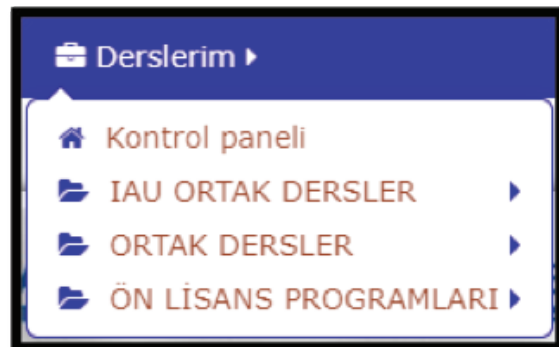 Derslerim
Kontrol paneli
IAU ORTAK DERSLER
ORTAK DERSLER
ÖN LİSANS PROGRAMLARI